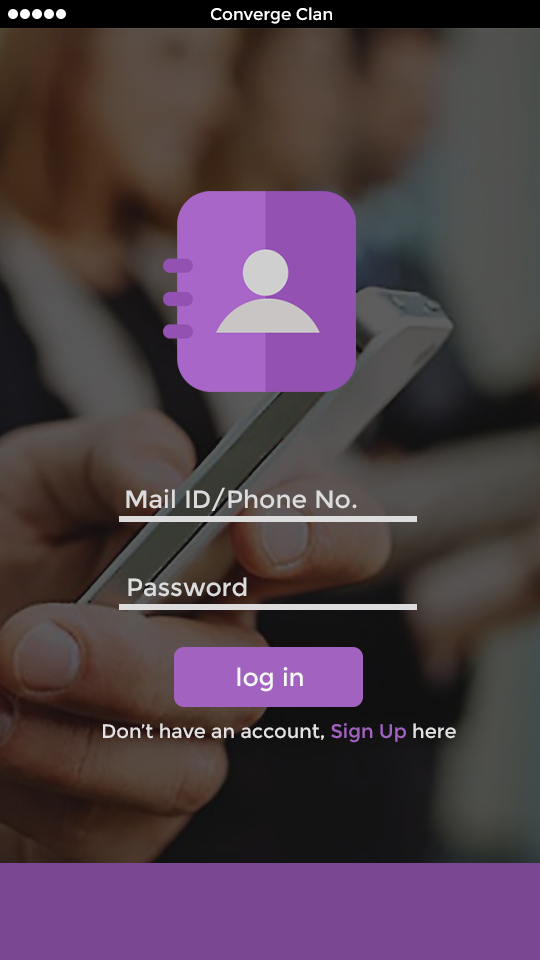 Converge Clan
Mail ID/Phone No.
Password
log in
Don’t have an account, Sign Up here